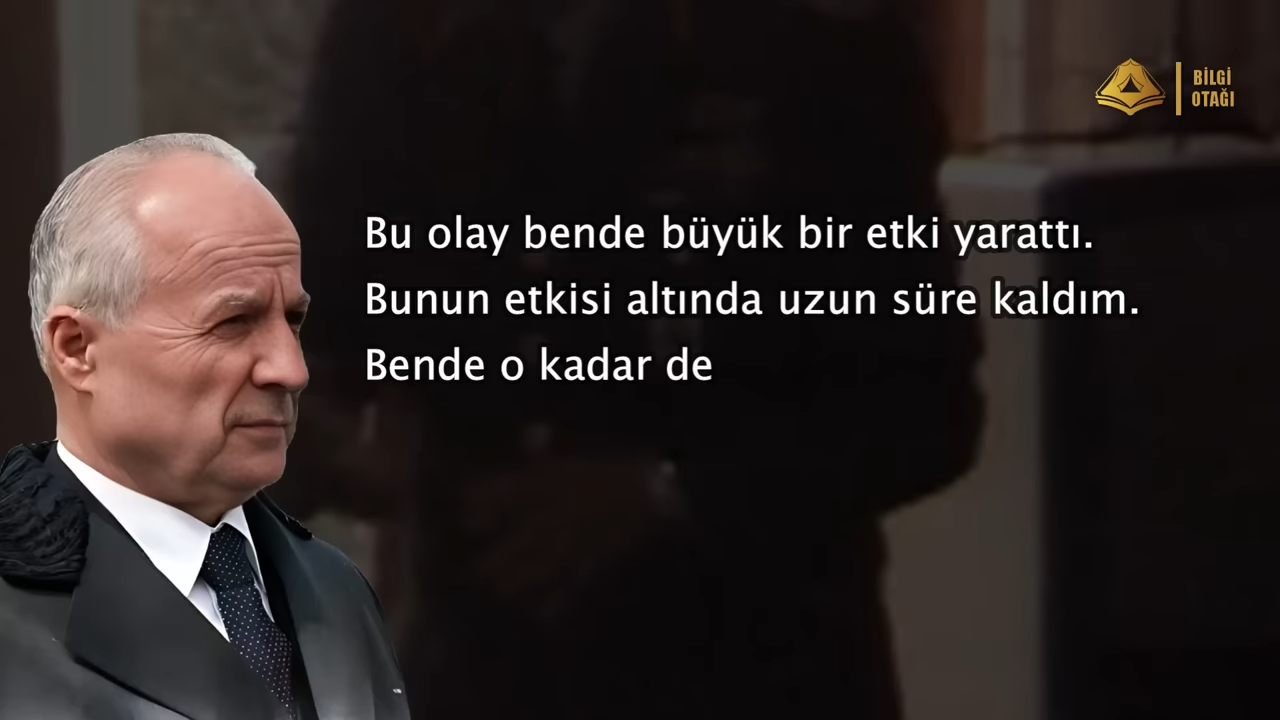 BİLGİ
OTAĞI
Bu olay bende büyük bir etki yarattı.
Bunun etkisi altında uzun süre kaldım.
Bende o kadar de